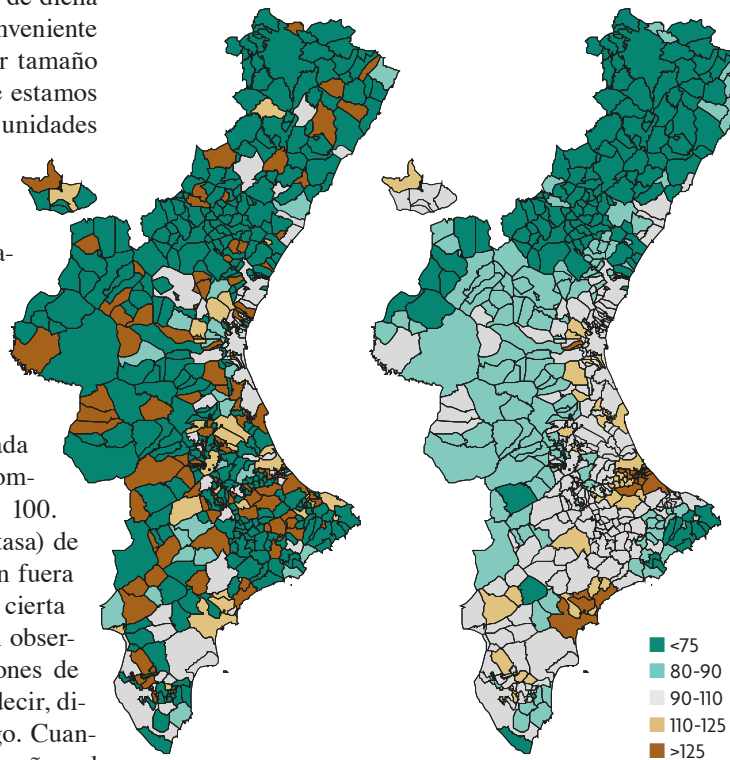 de dicha
nveniente
r tamaño
e estamos
unidades
a-
ada
om-
100.
tasa) de
n fuera
cierta
n obser-
ones de
decir, di-
go. Cuan-
<75
80-90
90-110
110-125
>125